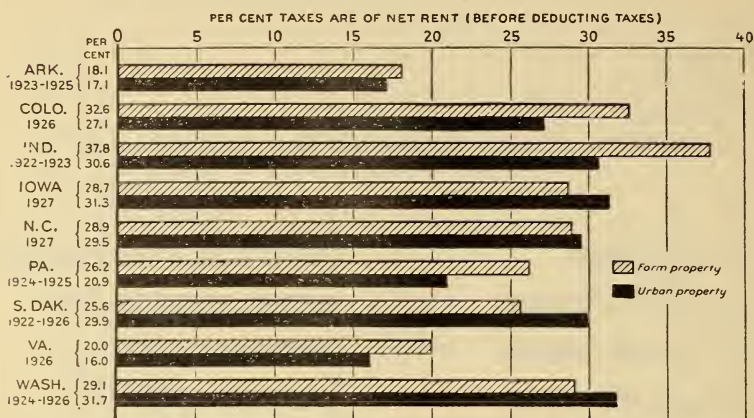 PER CENT TAXES ARE OF NET RENT (BEFORE DEDUCTING TAXES)
PER CENT
0 5 10 15 20 25 30 35 40
ARK. 18.1
1923-1925 17.1
COLO. 32.6
1926 27.1
IND. 37.8
1922-1923 30.6
IOWA 28.7
1927 31.3
N.C. 28.9
1927 29.5
PA. 26.2
1924-1925 20.9
Farm property
S. DAK. 25.6
Urban property
1922-1926 29.9
VA. 20.0
1926 16.0
WASH. 29.1
1924-1926 31.7